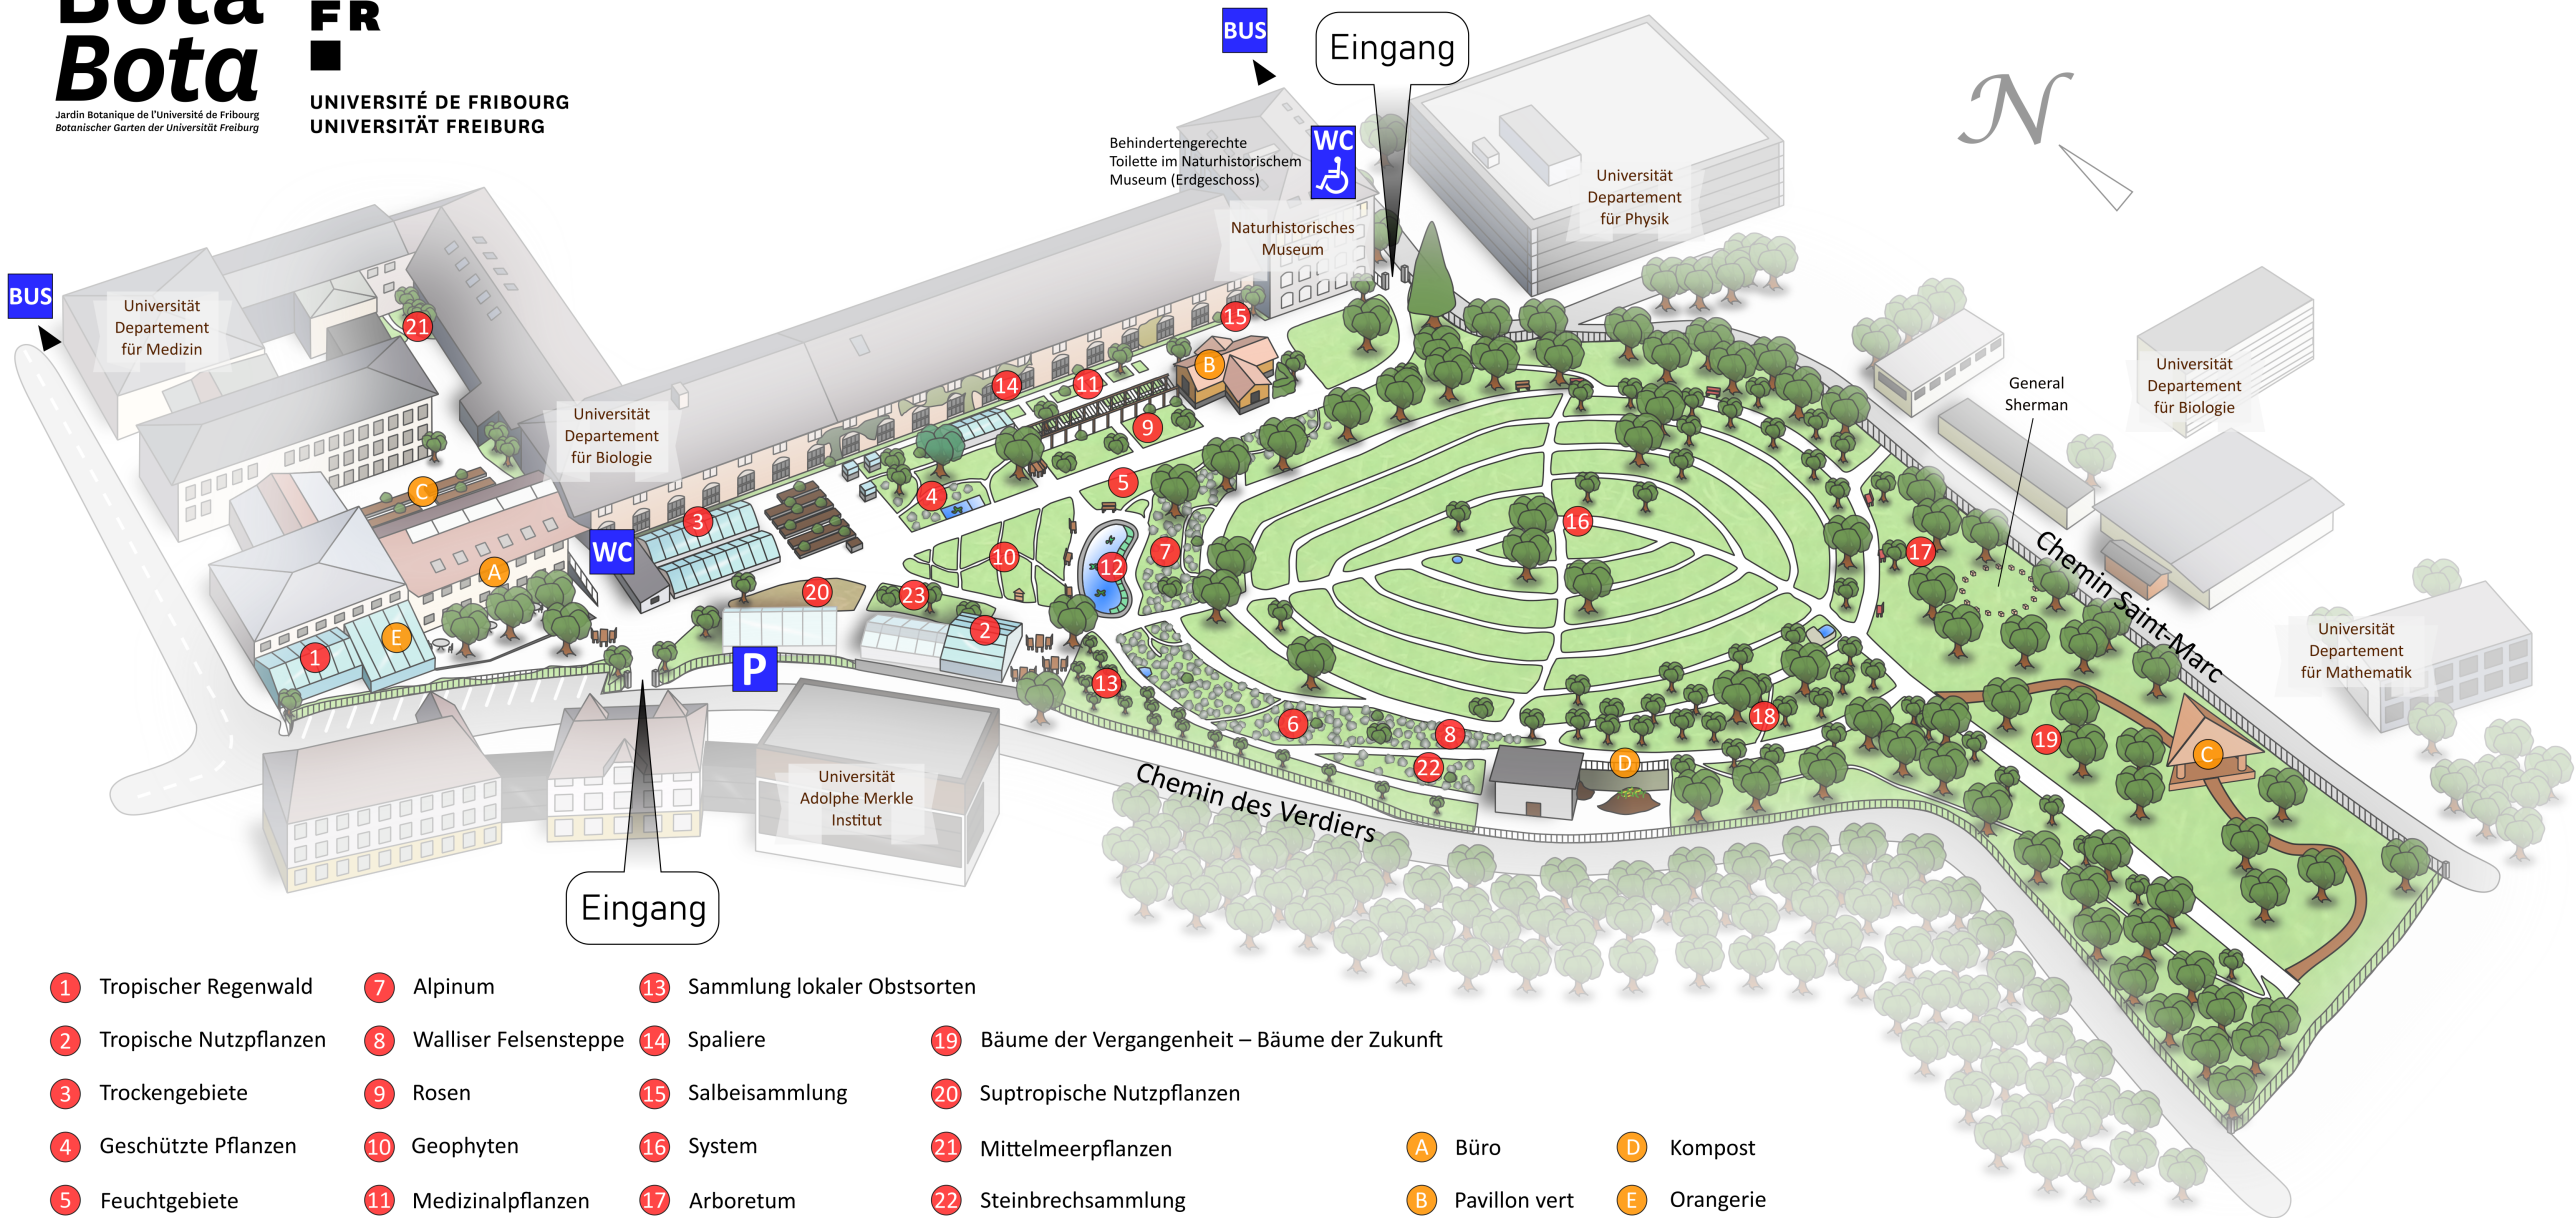 Bota
Bota
Jardin Botanique de l'Université de Fribourg
Botanischer Garten der Universität Freiburg
FR
UNIVERSITÉ DE FRIBOURG
UNIVERSITÄT FREIBURG
BUS
Eingang
N
Behindertengerechte
Toilette im Naturhistorischem
Museum (Erdgeschoss)
WC
Naturhistorisches
Museum
Universität
Departement
für Physik
BUS
Universität
Departement
für Medizin
21
15
B
14
11
9
Universität
Departement
für Biologie
General
Sherman
Universität
Departement
für Biologie
C
4
5
3
16
WC
A
10
12
7
17
Chemin Saint-Marc
20
23
2
E
1
P
13
Universität
Departement
für Mathematik
6
8
18
19
C
22
D
Chemin des Verdiers
Universität
Adolphe Merkle
Institut
Eingang
1 Tropischer Regenwald
2 Tropische Nutzpflanzen
3 Trockengebiete
4 Geschützte Pflanzen
5 Feuchtgebiete
7 Alpinum
8 Walliser Felsensteppe
9 Rosen
10 Geophyten
11 Medizinalpflanzen
13 Sammlung lokaler Obstsorten
14 Spaliere
15 Salbeisammlung
16 System
17 Arboretum
19 Bäume der Vergangenheit – Bäume der Zukunft
20 Suptropische Nutzpflanzen
21 Mittelmeerpflanzen
22 Steinbrechsammlung
A Büro
B Pavillon vert
D Kompost
E Orangerie